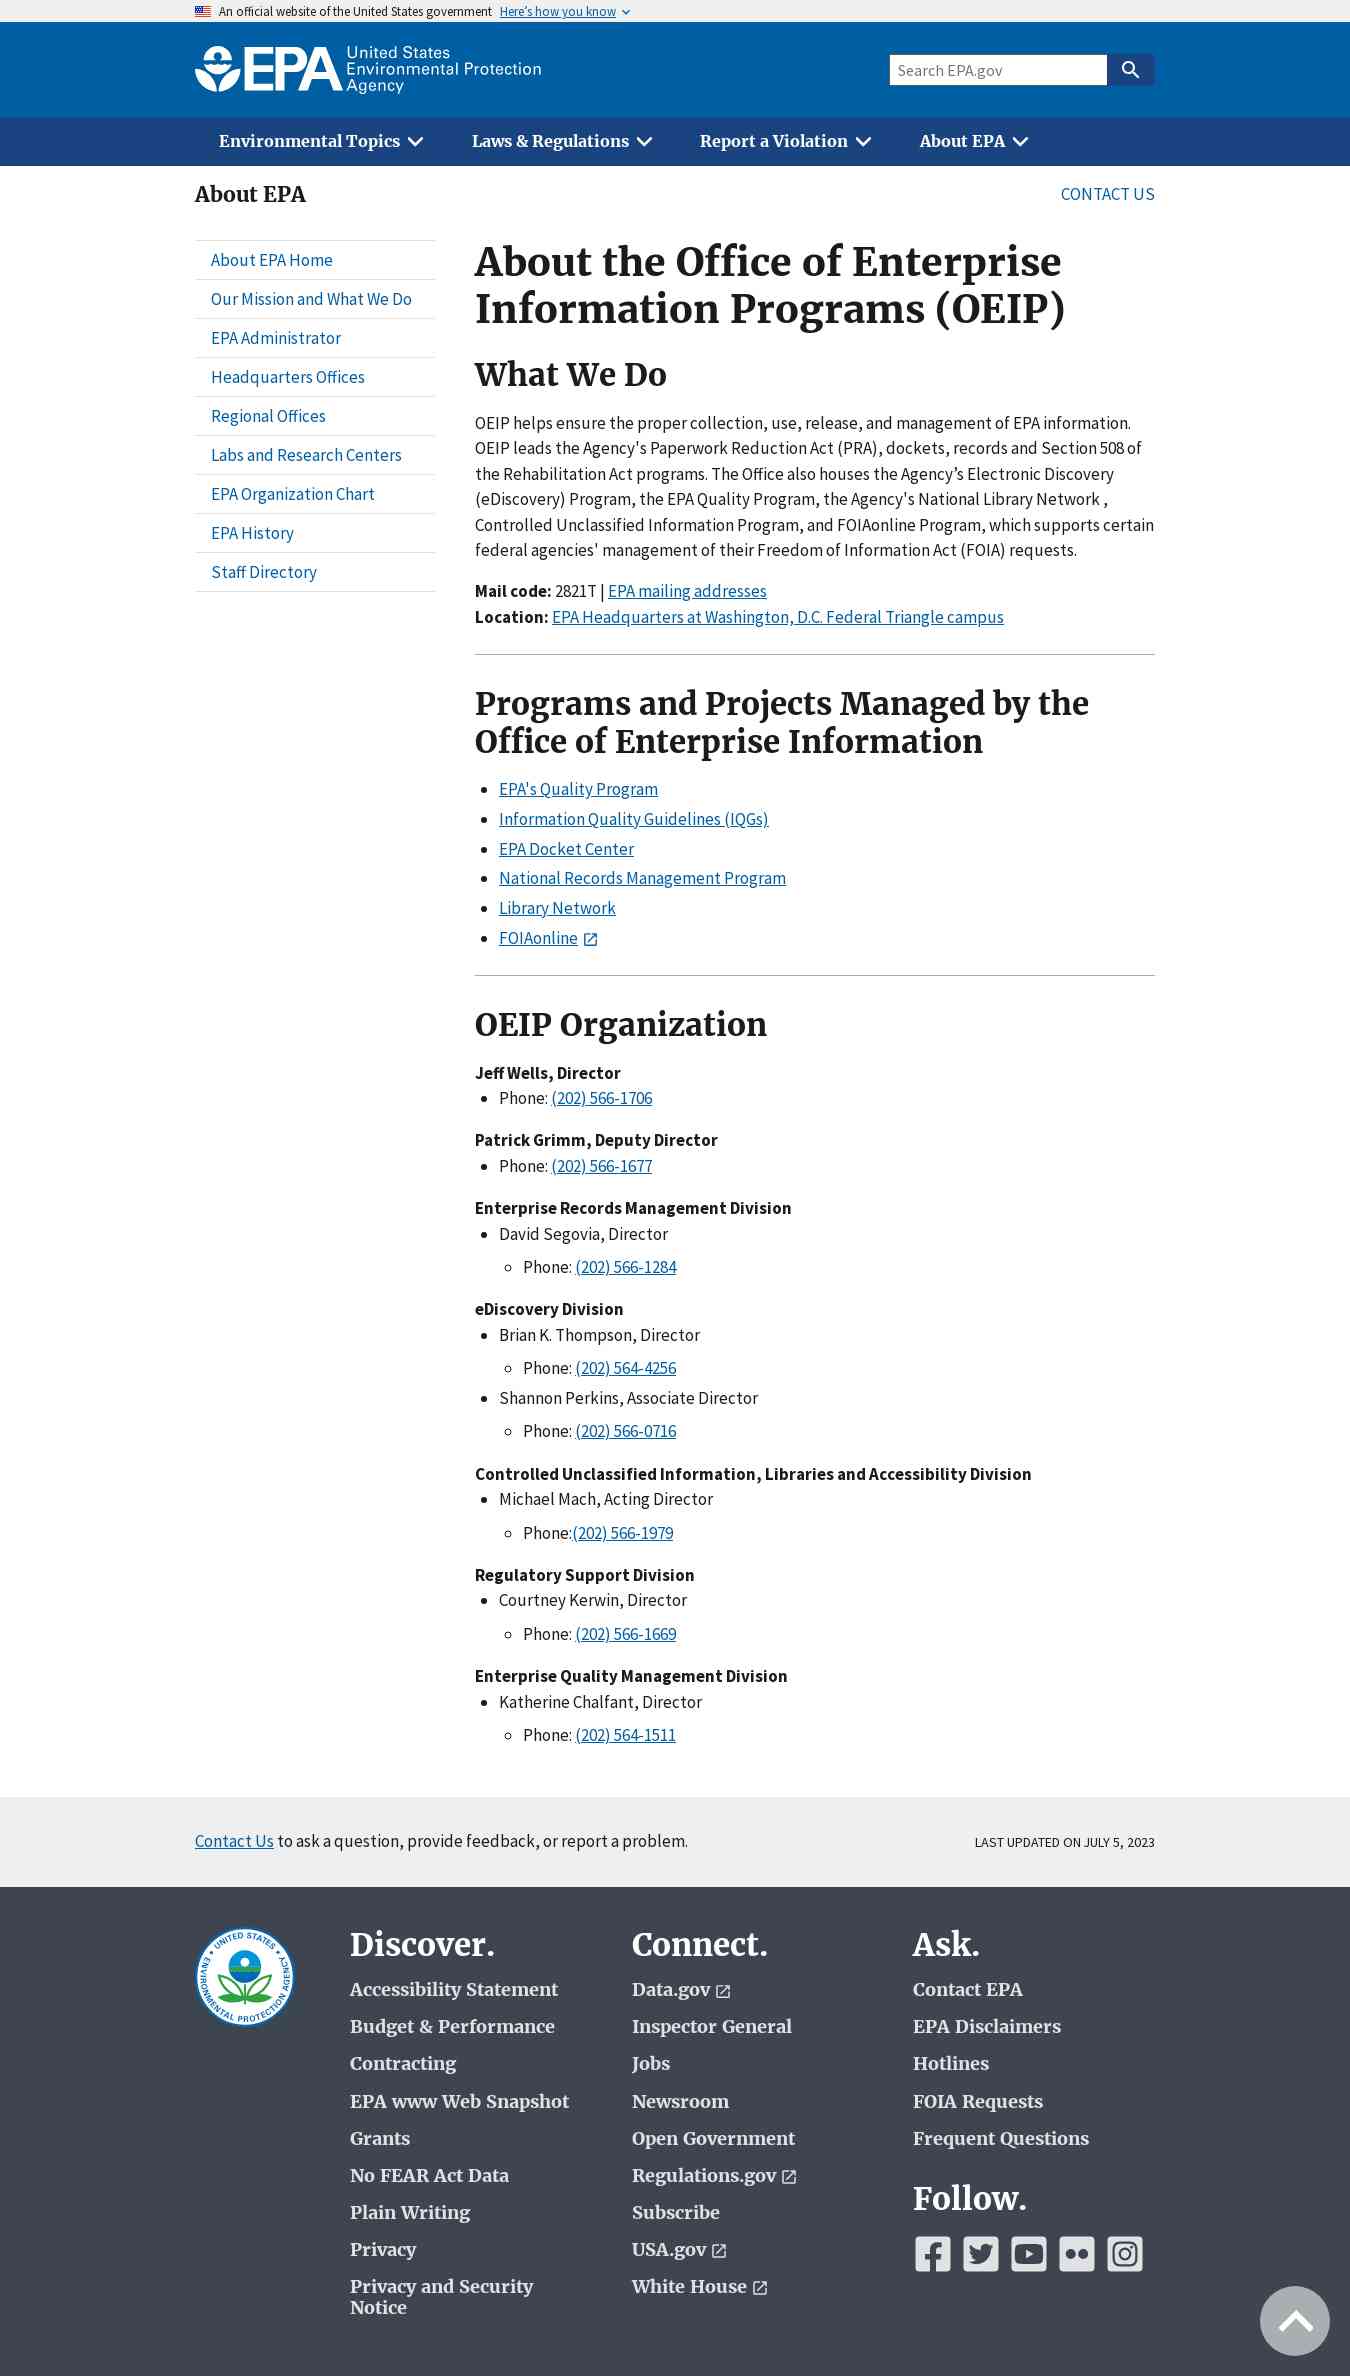 An official website of the United States government Here's how you know
EPA United States
Environmental Protection
Agency
Search EPA.gov
Environmental Topics
Laws & Regulations
Report a Violation
About EPA
About EPA
CONTACT US
About EPA Home
Our Mission and What We Do
EPA Administrator
Headquarters Offices
Regional Offices
Labs and Research Centers
EPA Organization Chart
EPA History
Staff Directory
About the Office of Enterprise
Information Programs (OEIP)
What We Do
OEIP helps ensure the proper collection, use, release, and management of EPA information.
OEIP leads the Agency's Paperwork Reduction Act (PRA), dockets, records and Section 508 of
the Rehabilitation Act programs. The Office also houses the Agency’s Electronic Discovery
(eDiscovery) Program, the EPA Quality Program, the Agency's National Library Network ,
Controlled Unclassified Information Program, and FOIAonline Program, which supports certain
federal agencies' management of their Freedom of Information Act (FOIA) requests.
Mail code: 2821T | EPA mailing addresses
Location: EPA Headquarters at Washington, D.C. Federal Triangle campus
Programs and Projects Managed by the
Office of Enterprise Information
• EPA's Quality Program
• Information Quality Guidelines (IQGs)
• EPA Docket Center
• National Records Management Program
• Library Network
• FOIAonline
OEIP Organization
Jeff Wells, Director
• Phone: (202) 566-1706
Patrick Grimm, Deputy Director
• Phone: (202) 566-1677
Enterprise Records Management Division
• David Segovia, Director
◦ Phone: (202) 566-1284
eDiscovery Division
• Brian K. Thompson, Director
◦ Phone: (202) 564-4256
• Shannon Perkins, Associate Director
◦ Phone: (202) 566-0716
Controlled Unclassified Information, Libraries and Accessibility Division
• Michael Mach, Acting Director
◦ Phone:(202) 566-1979
Regulatory Support Division
• Courtney Kerwin, Director
◦ Phone: (202) 566-1669
Enterprise Quality Management Division
• Katherine Chalfant, Director
◦ Phone: (202) 564-1511
Contact Us to ask a question, provide feedback, or report a problem.
LAST UPDATED ON JULY 5, 2023
UNITED STATES
ENVIRONMENTAL PROTECTION AGENCY
Discover.
Accessibility Statement
Budget & Performance
Contracting
EPA www Web Snapshot
Grants
No FEAR Act Data
Plain Writing
Privacy
Privacy and Security
Notice
Connect.
Data.gov
Inspector General
Jobs
Newsroom
Open Government
Regulations.gov
Subscribe
USA.gov
White House
Ask.
Contact EPA
EPA Disclaimers
Hotlines
FOIA Requests
Frequent Questions
Follow.